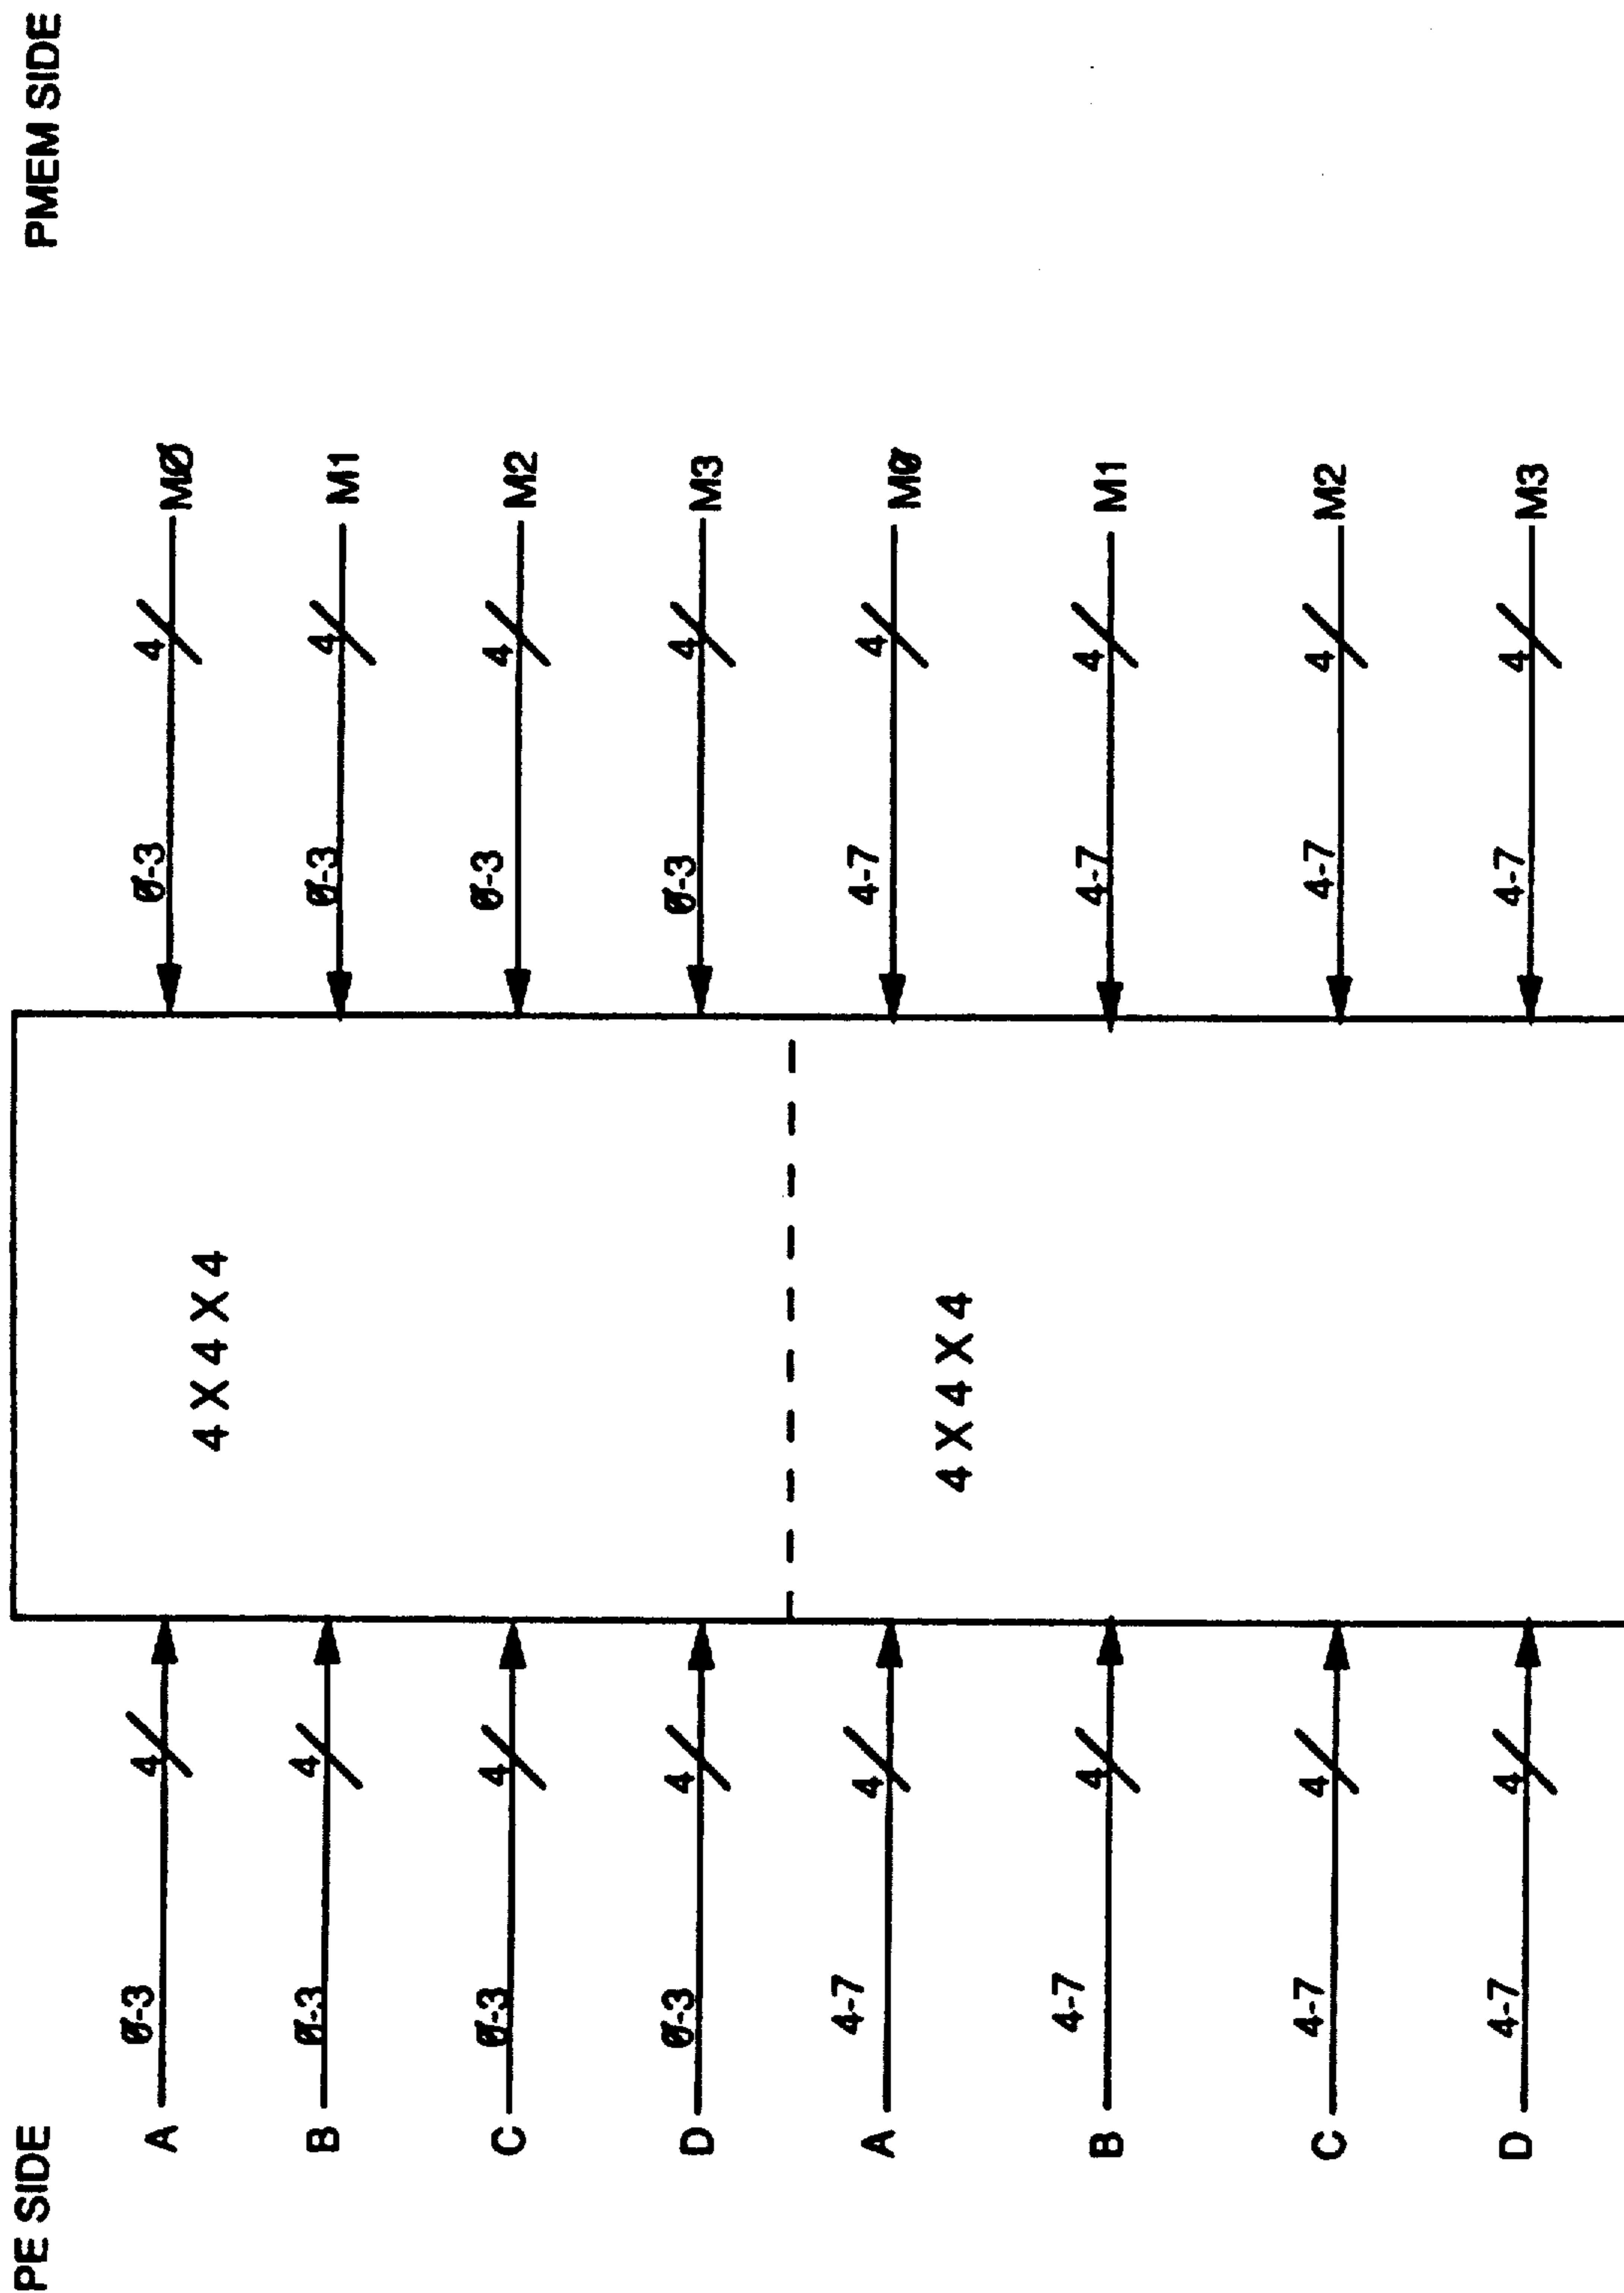 PE SIDE
PMEM SIDE
A Ø-3 4
4 Ø-3 MØ
B Ø-3 4
4 Ø-3 M1
4 X 4 X 4
C Ø-3 4
4 Ø-3 M2
D Ø-3 4
4 Ø-3 M3
A 4-7 4
4 4-7 MØ
4 X 4 X 4
B 4-7 4
4 4-7 M1
C 4-7 4
4 4-7 M2
D 4-7 4
4 4-7 M3